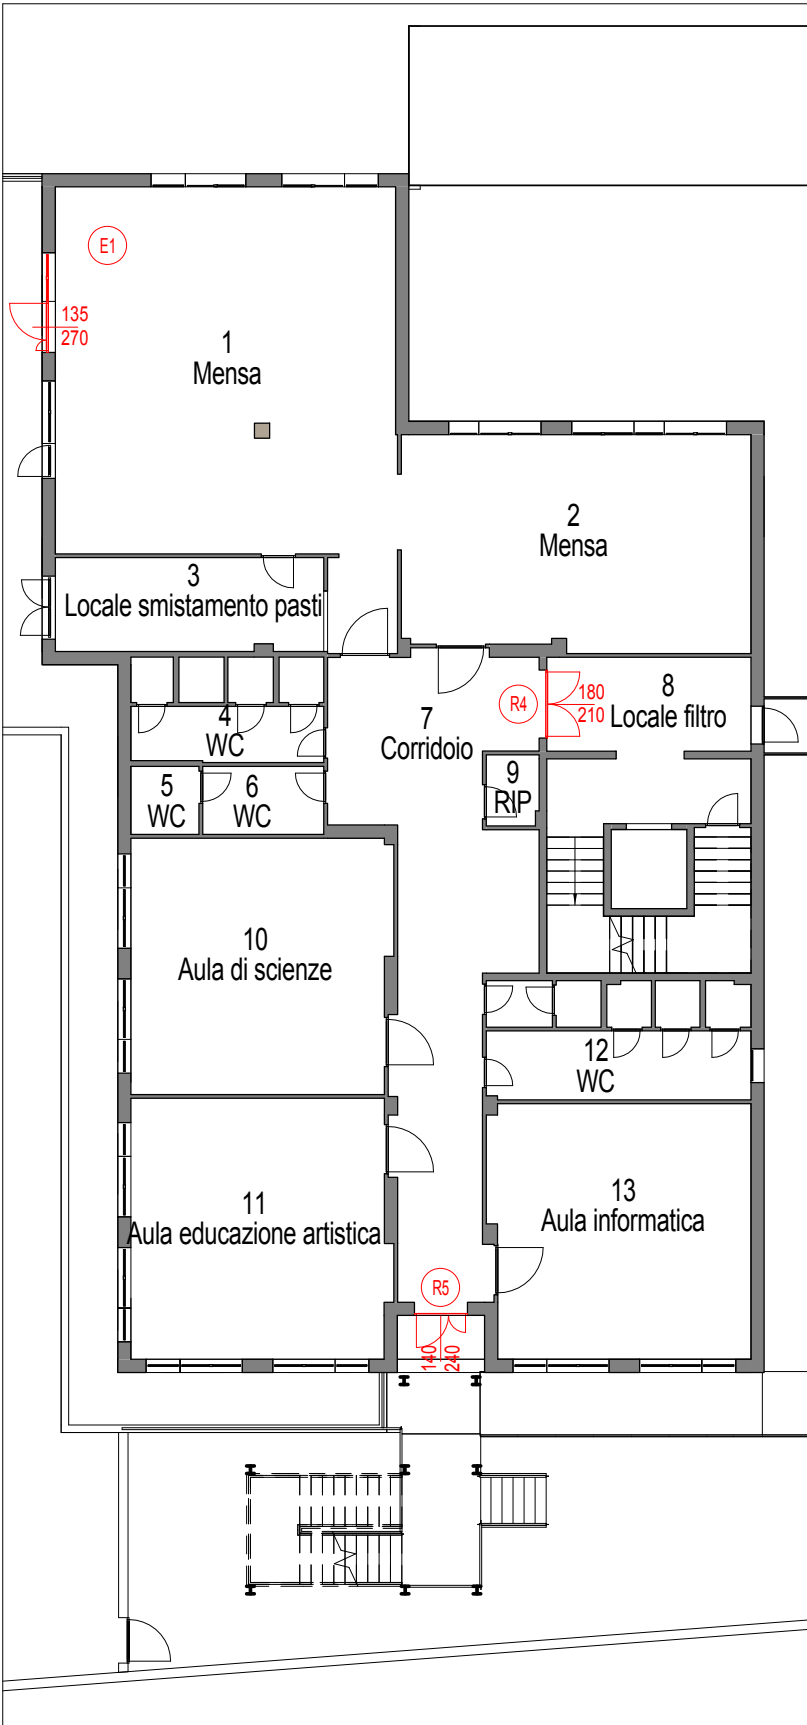 E1
135
270
1
Mensa
2
Mensa
3
Locale smistamento pasti
4
WC
5
WC
6
WC
7
Corridoio
R4
180
210
8
Locale filtro
9
RIP
10
Aula di scienze
12
WC
11
Aula educazione artistica
13
Aula informatica
R5
140
240